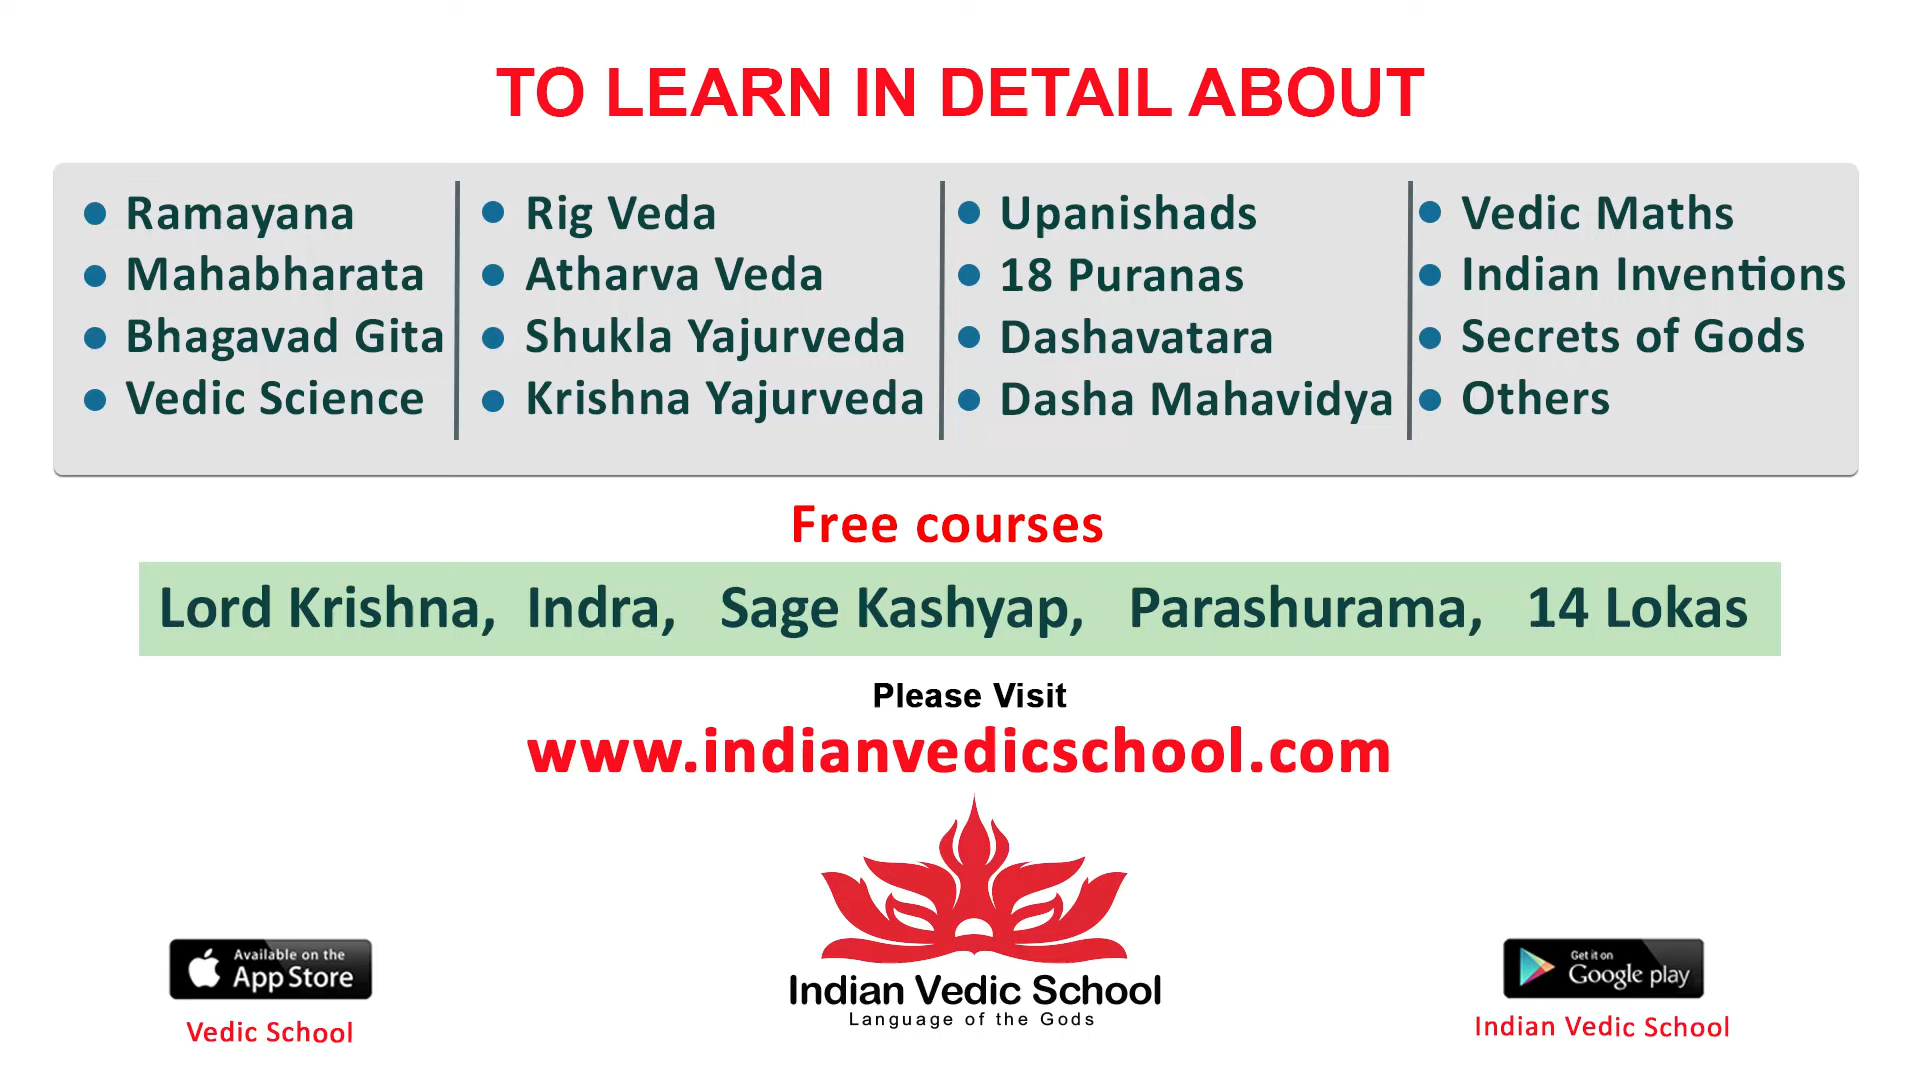 TO LEARN IN DETAIL ABOUT
Ramayana
Mahabharata
Bhagavad Gita
Vedic Science
Rig Veda
Atharva Veda
Shukla Yajurveda
Krishna Yajurveda
Upanishads
18 Puranas
Dashavatara
Dasha Mahavidya
Vedic Maths
Indian Inventions
Secrets of Gods
Others
Free courses
Lord Krishna, Indra, Sage Kashyap, Parashurama, 14 Lokas
Please Visit
www.indianvedicschool.com
Indian Vedic School
Language of the Gods
Available on the
App Store
Vedic School
Get it on
Google play
Indian Vedic School